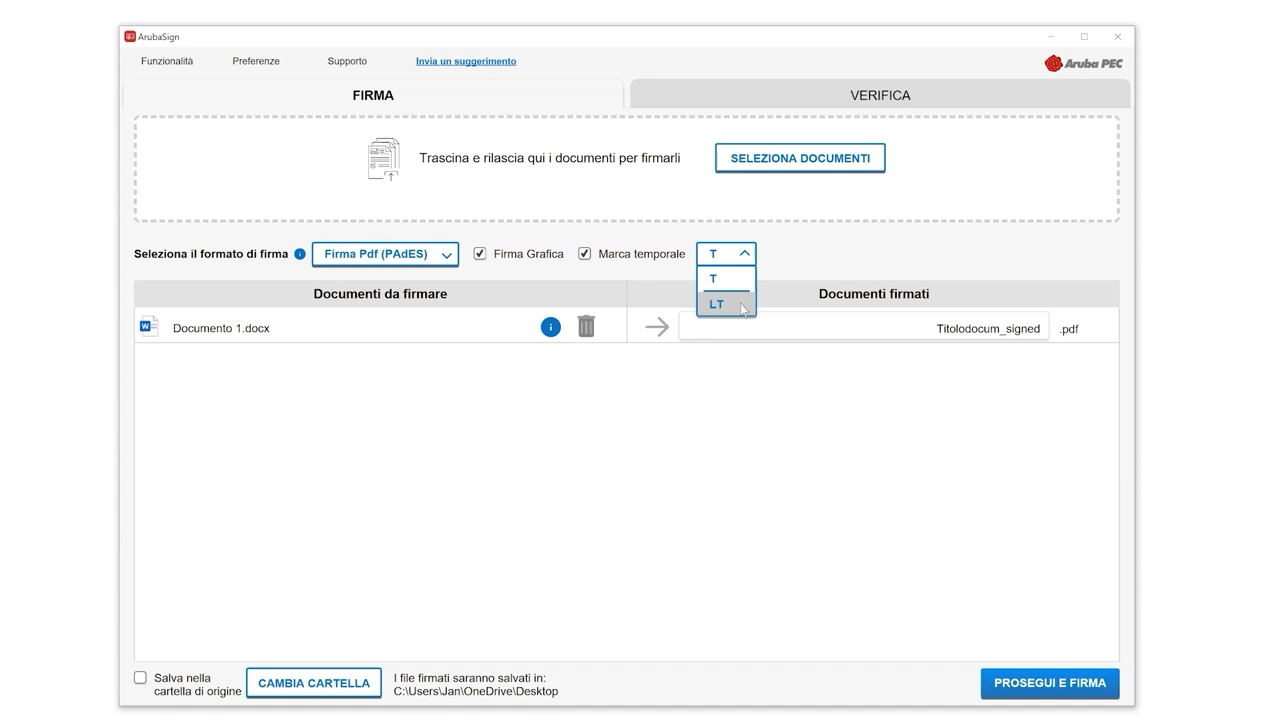 ArubaSign
Funzionalità Preferenze Supporto Invia un suggerimento
Aruba PEC
FIRMA VERIFICA
Trascina e rilascia qui i documenti per firmarli SELEZIONA DOCUMENTI
Seleziona il formato di firma i Firma Pdf (PAdES) Firma Grafica Marca temporale T
T
LT
Documenti da firmare Documenti firmati
W Documento 1.docx i Titolodocum_signed .pdf
Salva nella
cartella di origine
CAMBIA CARTELLA
I file firmati saranno salvati in:
C:\Users\Jan\OneDrive\Desktop
PROSEGUI E FIRMA